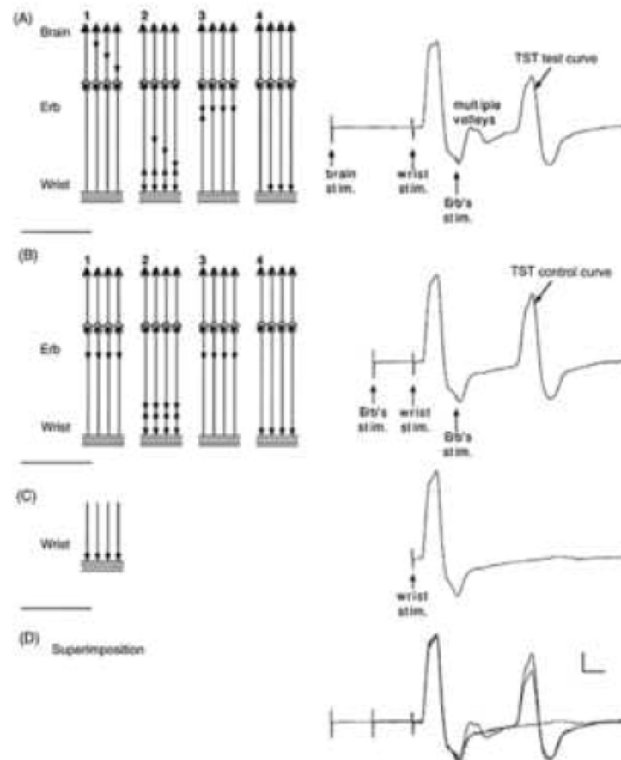 (A)
1 2 3 4
Brain
Erb
Wrist
TST test curve
multiple
volleys
brain
stim.
wrist
stim.
Erb's
stim.
(B)
1 2 3 4
Erb
Wrist
TST control curve
Erb's
stim.
wrist
stim.
Erb's
stim.
(C)
Wrist
wrist
stim.
(D)
Superimposition